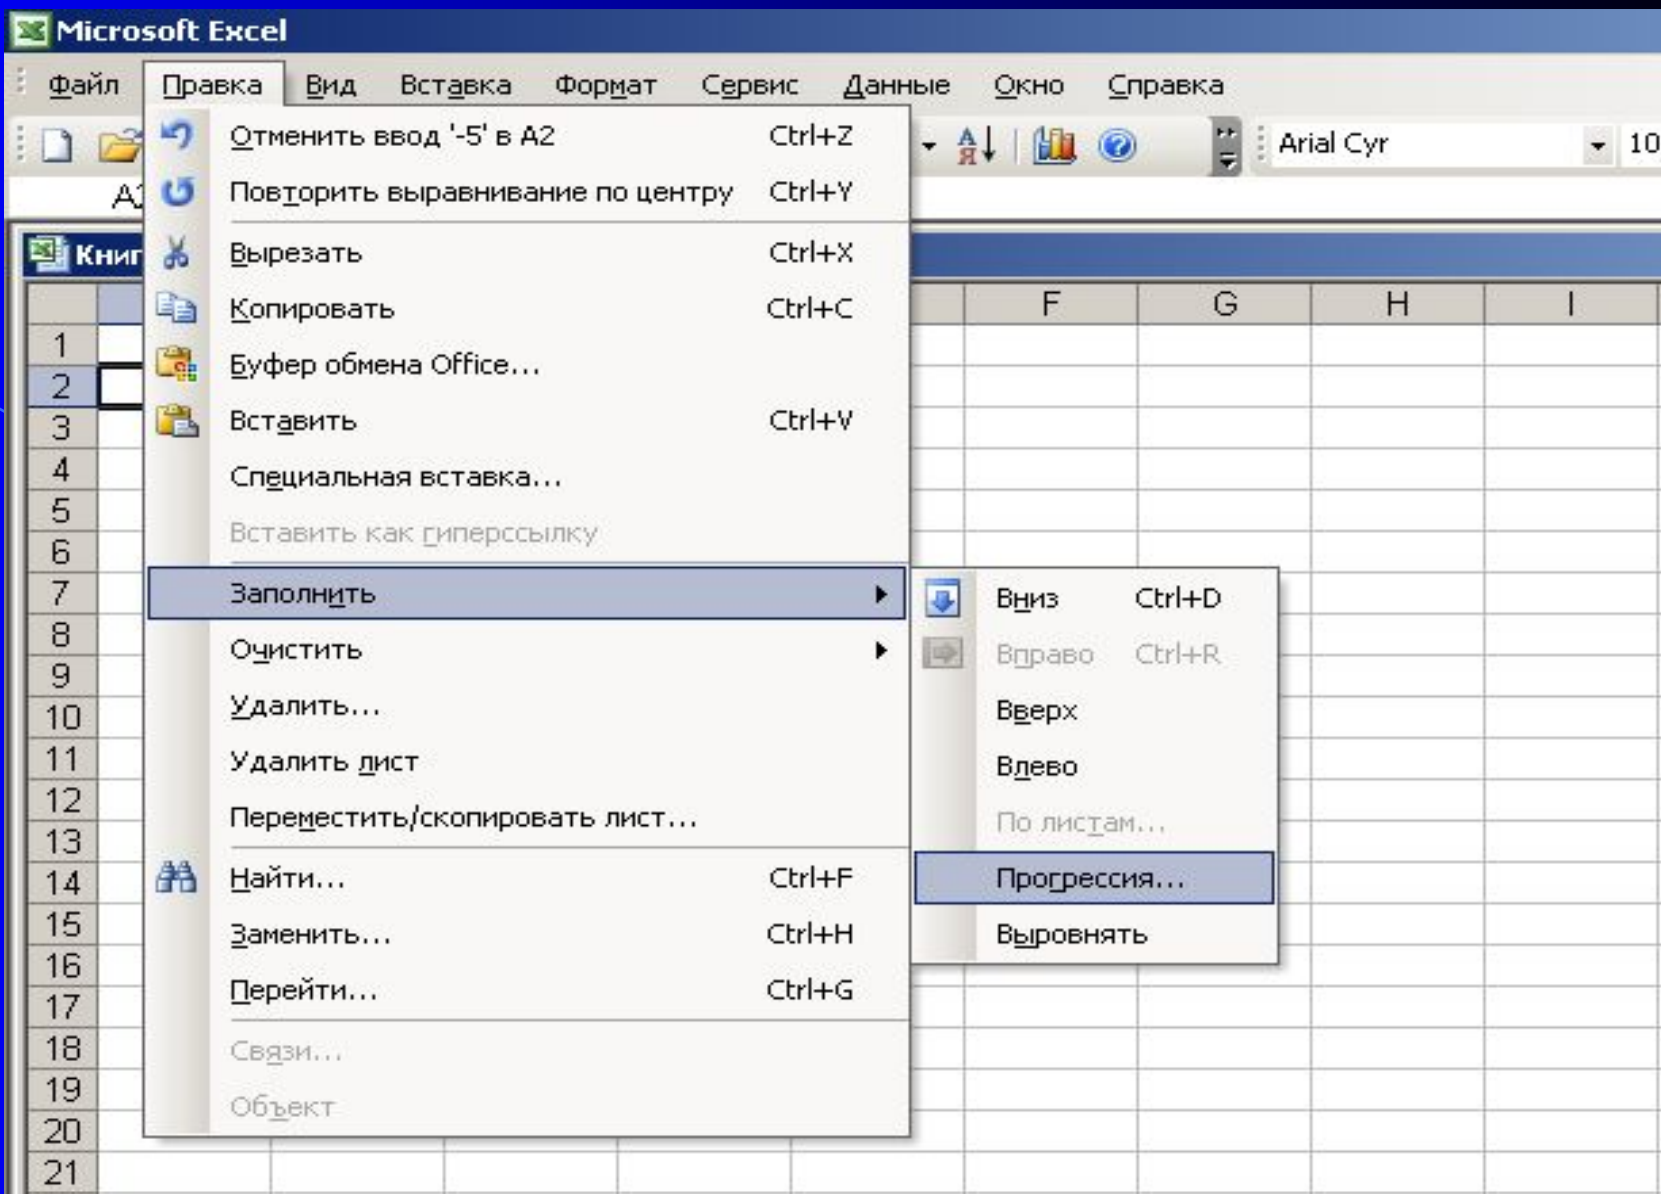 Microsoft Excel
Файл Правка Вид Вставка Формат Сервис Данные Окно Справка
Arial Cyr 10
Отменить ввод '-5' в A2 Ctrl+Z
Повторить выравнивание по центру Ctrl+Y
Вырезать Ctrl+X
Копировать Ctrl+C
Буфер обмена Office...
Вставить Ctrl+V
Специальная вставка...
Вставить как гиперссылку
Заполнить
Очистить
Удалить...
Удалить лист
Переместить/скопировать лист...
Найти... Ctrl+F
Заменить... Ctrl+H
Перейти... Ctrl+G
Связи...
Объект
Вниз Ctrl+D
Вправо Ctrl+R
Вверх
Влево
По листам...
Прогрессия...
Выровнять
F G H I
1
2
3
4
5
6
7
8
9
10
11
12
13
14
15
16
17
18
19
20
21